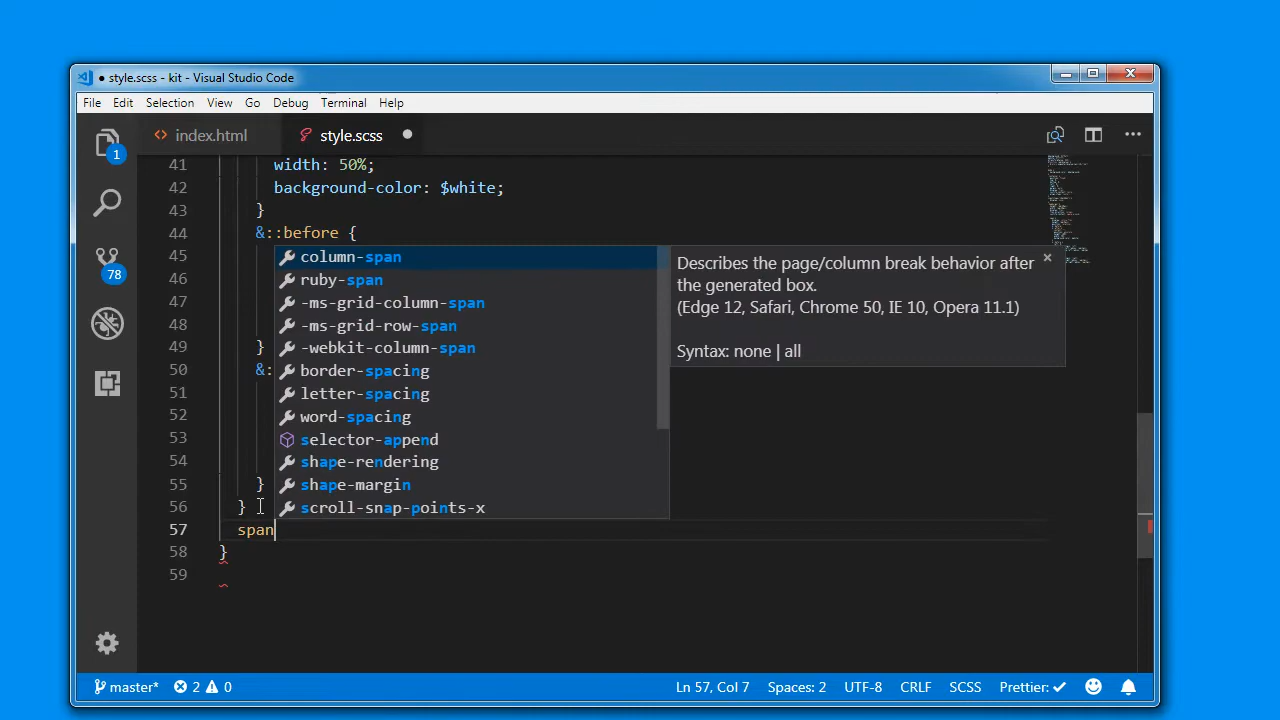 ● style.scss - kit - Visual Studio Code
File Edit Selection View Go Debug Terminal Help
index.html style.scss
41 width: 50%;
42 background-color: $white;
43 }
44 &::before {
45 column-span
46 ruby-span
47 -ms-grid-column-span
48 -ms-grid-row-span
49 } -webkit-column-span
50 &: border-spacing
51 letter-spacing
52 word-spacing
53 selector-append
54 shape-rendering
55 } shape-margin
56 } scroll-snap-points-x
57 span
58 }
59
Describes the page/column break behavior after
the generated box.
(Edge 12, Safari, Chrome 50, IE 10, Opera 11.1)
Syntax: none | all
1
78
master* 2 0 Ln 57, Col 7 Spaces: 2 UTF-8 CRLF SCSS Prettier: ✓